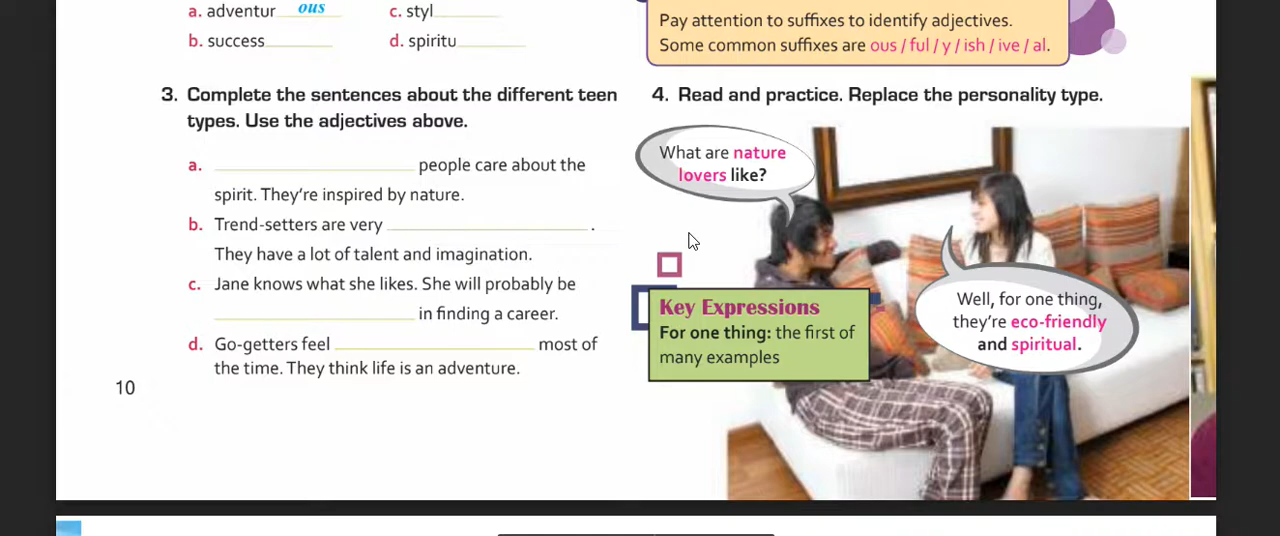 a. adventur ous
c. styl
b. success
d. spiritu
Pay attention to suffixes to identify adjectives.
Some common suffixes are ous / ful / y / ish / ive / al.
3. Complete the sentences about the different teen
types. Use the adjectives above.
a. ____ people care about the
spirit. They're inspired by nature.
b. Trend-setters are very ____ .
They have a lot of talent and imagination.
c. Jane knows what she likes. She will probably be
____ in finding a career.
d. Go-getters feel ____ most of
the time. They think life is an adventure.
10
4. Read and practice. Replace the personality type.
What are nature
lovers like?
Well, for one thing,
they're eco-friendly
and spiritual.
Key Expressions
For one thing: the first of
many examples